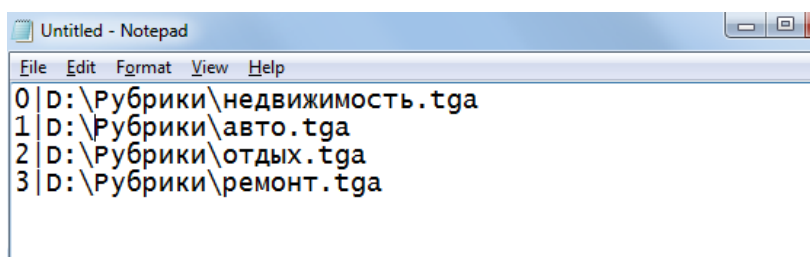 Untitled - Notepad
File Edit Format View Help
0|D:\Рубрики\недвижимость.tga
1|D:\Рубрики\авто.tga
2|D:\Рубрики\отдых.tga
3|D:\Рубрики\ремонт.tga